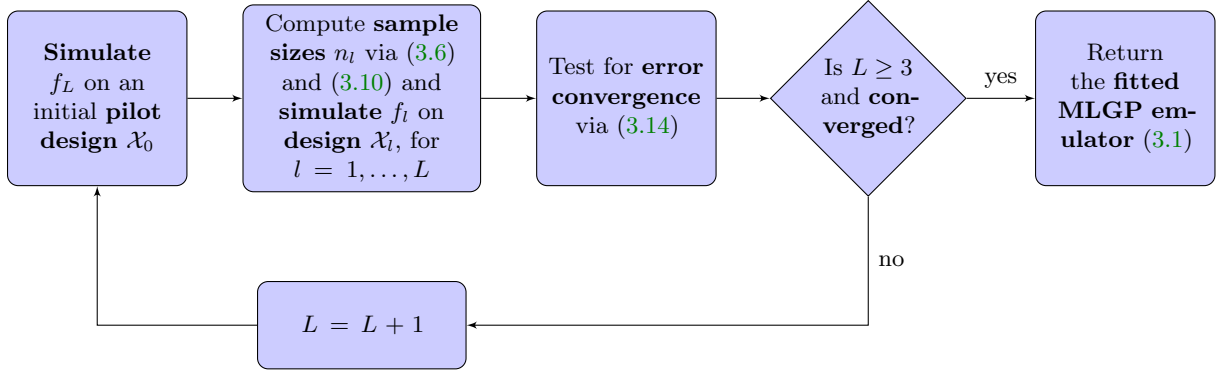 Simulate
f_L on an
initial pilot
design 𝒳_0
Compute sample
sizes n_l via (3.6)
and (3.10) and
simulate f_l on
design 𝒳_l, for
l = 1, . . . , L
Test for error
convergence
via (3.14)
Is L ≥ 3
and con-
verged?
yes
Return
the fitted
MLGP em-
ulator (3.1)
no
L = L + 1